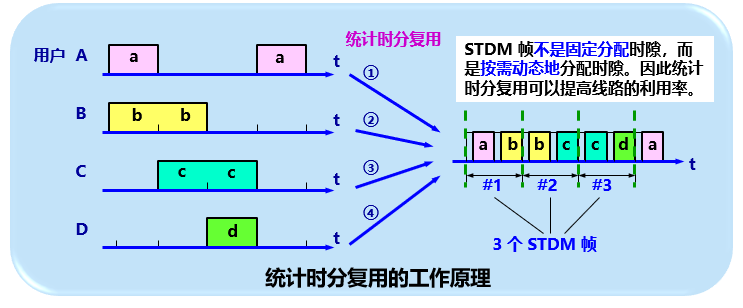 统计时分复用
STDM 帧不是固定分配时隙，而
是按需动态地分配时隙。因此统计
时分复用可以提高线路的利用率。
用户 A
a
a
t
①
B
b
b
t
②
C
c
c
t
③
D
d
t
④
a
b
b
c
c
d
a
t
#1
#2
#3
3 个 STDM 帧
统计时分复用的工作原理